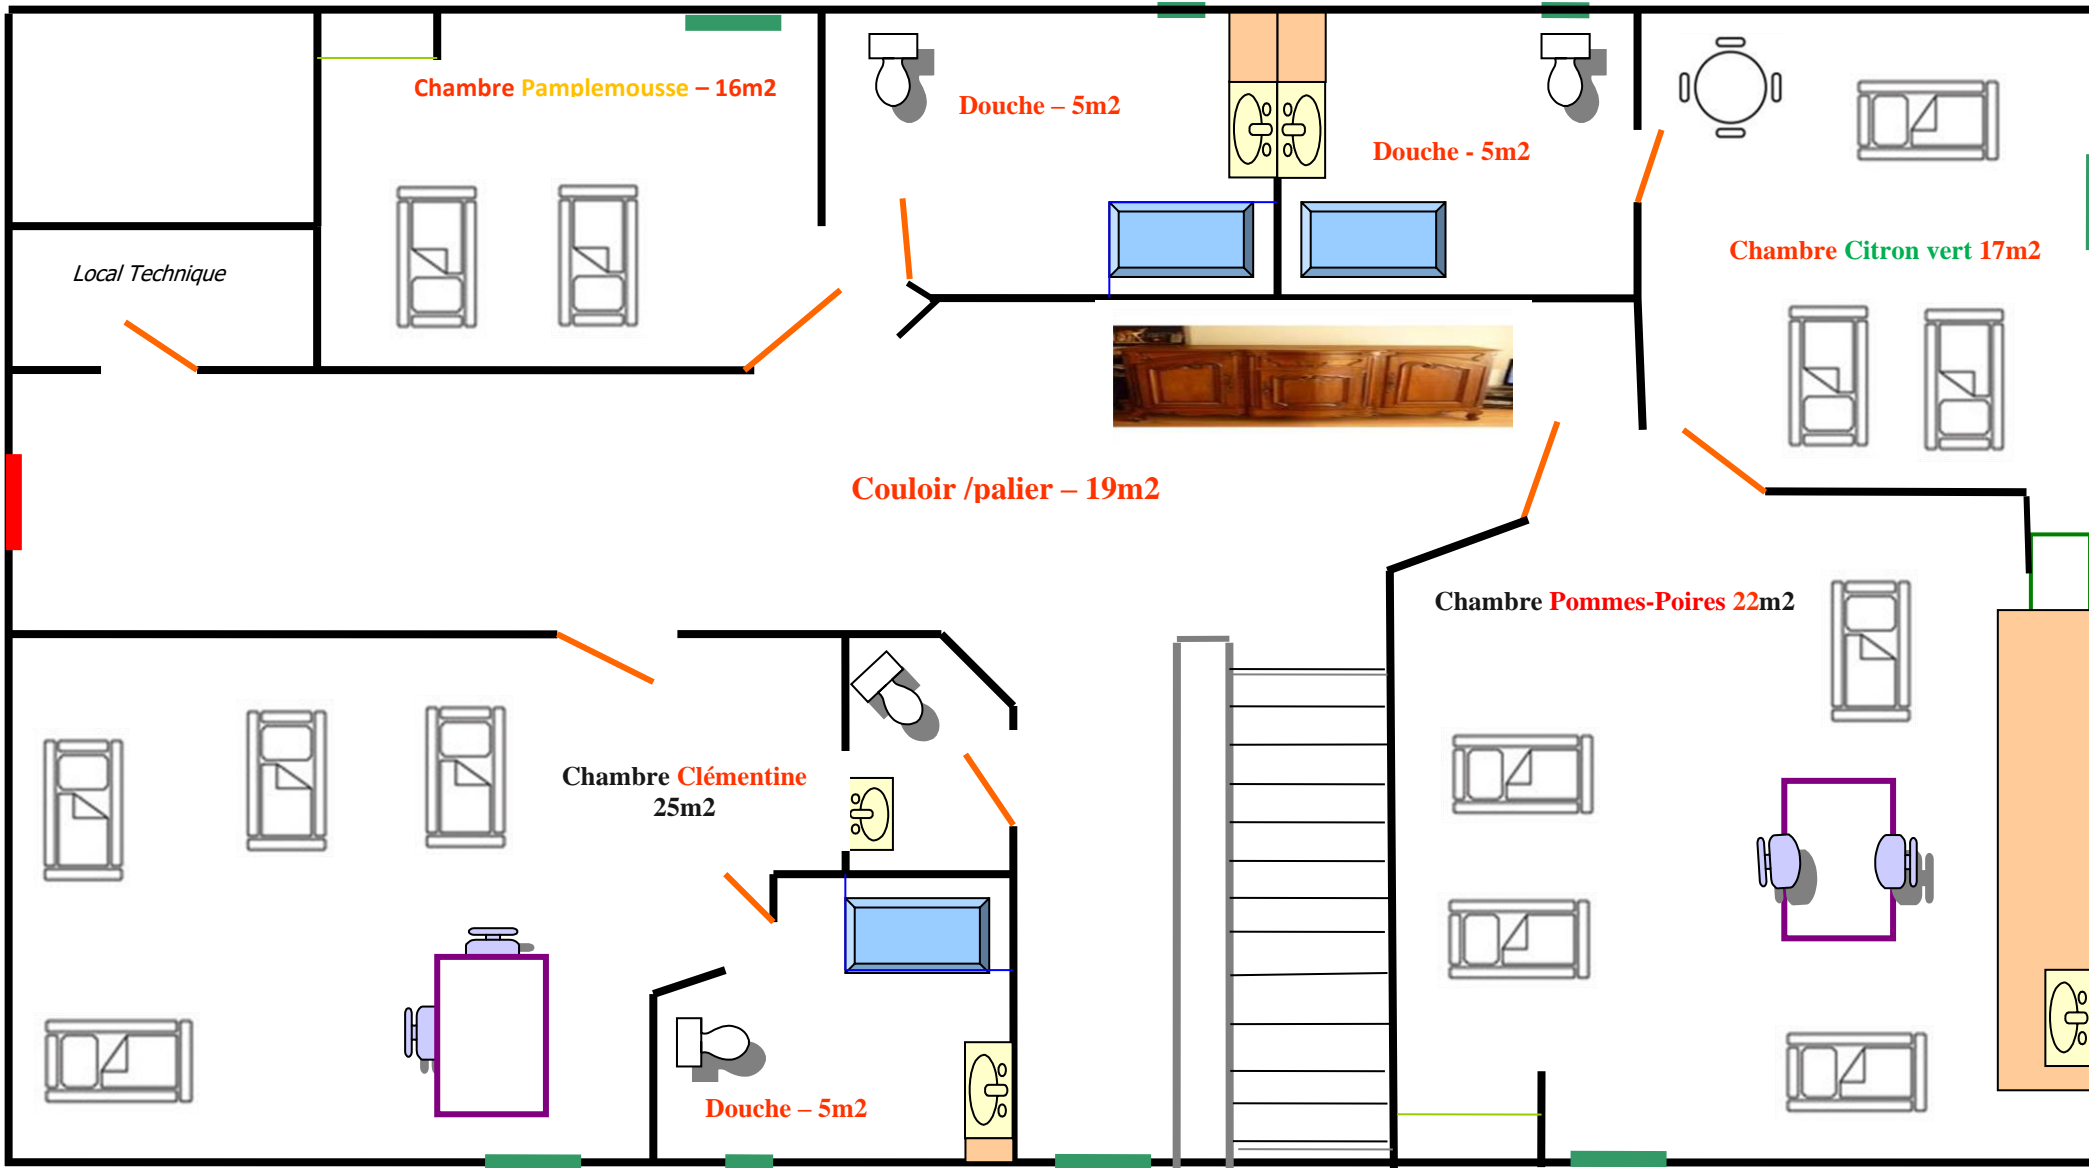 Chambre Pamplemousse – 16m2
Douche – 5m2
Douche - 5m2
Chambre Citron vert 17m2
Local Technique
Couloir /palier – 19m2
Chambre Pommes-Poires 22m2
Chambre Clémentine
25m2
Douche – 5m2